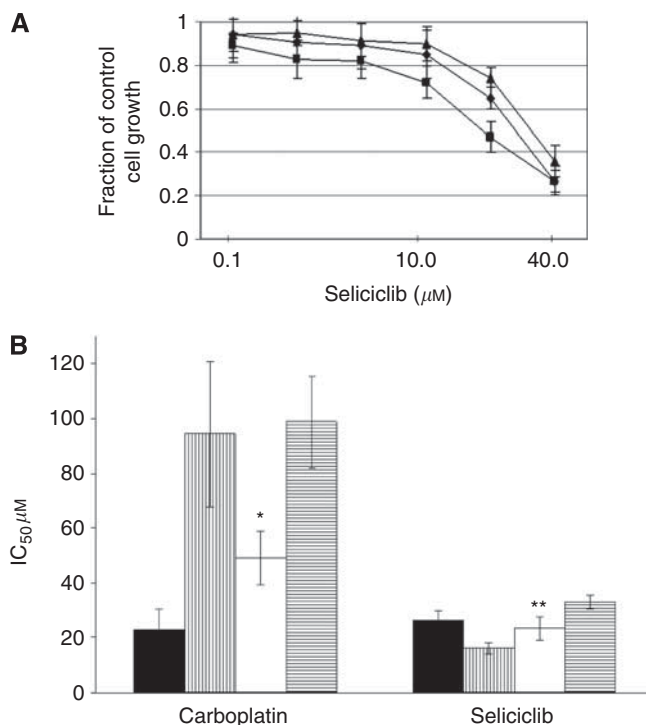 A
Fraction of control
cell growth
1
0.8
0.6
0.4
0.2
0
0.1
10.0
40.0
Seliciclib (μM)
B
IC50 μM
120
100
80
60
40
20
0
*
**
Carboplatin
Seliciclib